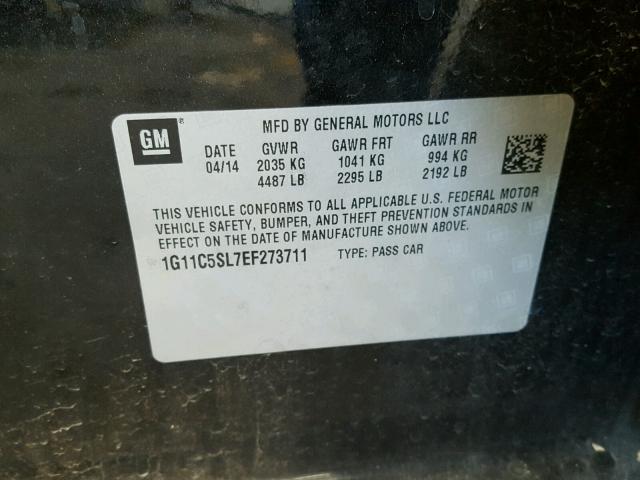 GM ®
MFD BY GENERAL MOTORS LLC
DATE GVWR GAWR FRT GAWR RR
04/14 2035 KG 1041 KG 994 KG
4487 LB 2295 LB 2192 LB
THIS VEHICLE CONFORMS TO ALL APPLICABLE U.S. FEDERAL MOTOR
VEHICLE SAFETY, BUMPER, AND THEFT PREVENTION STANDARDS IN
EFFECT ON THE DATE OF MANUFACTURE SHOWN ABOVE.
1G11C5SL7EF273711 TYPE: PASS CAR